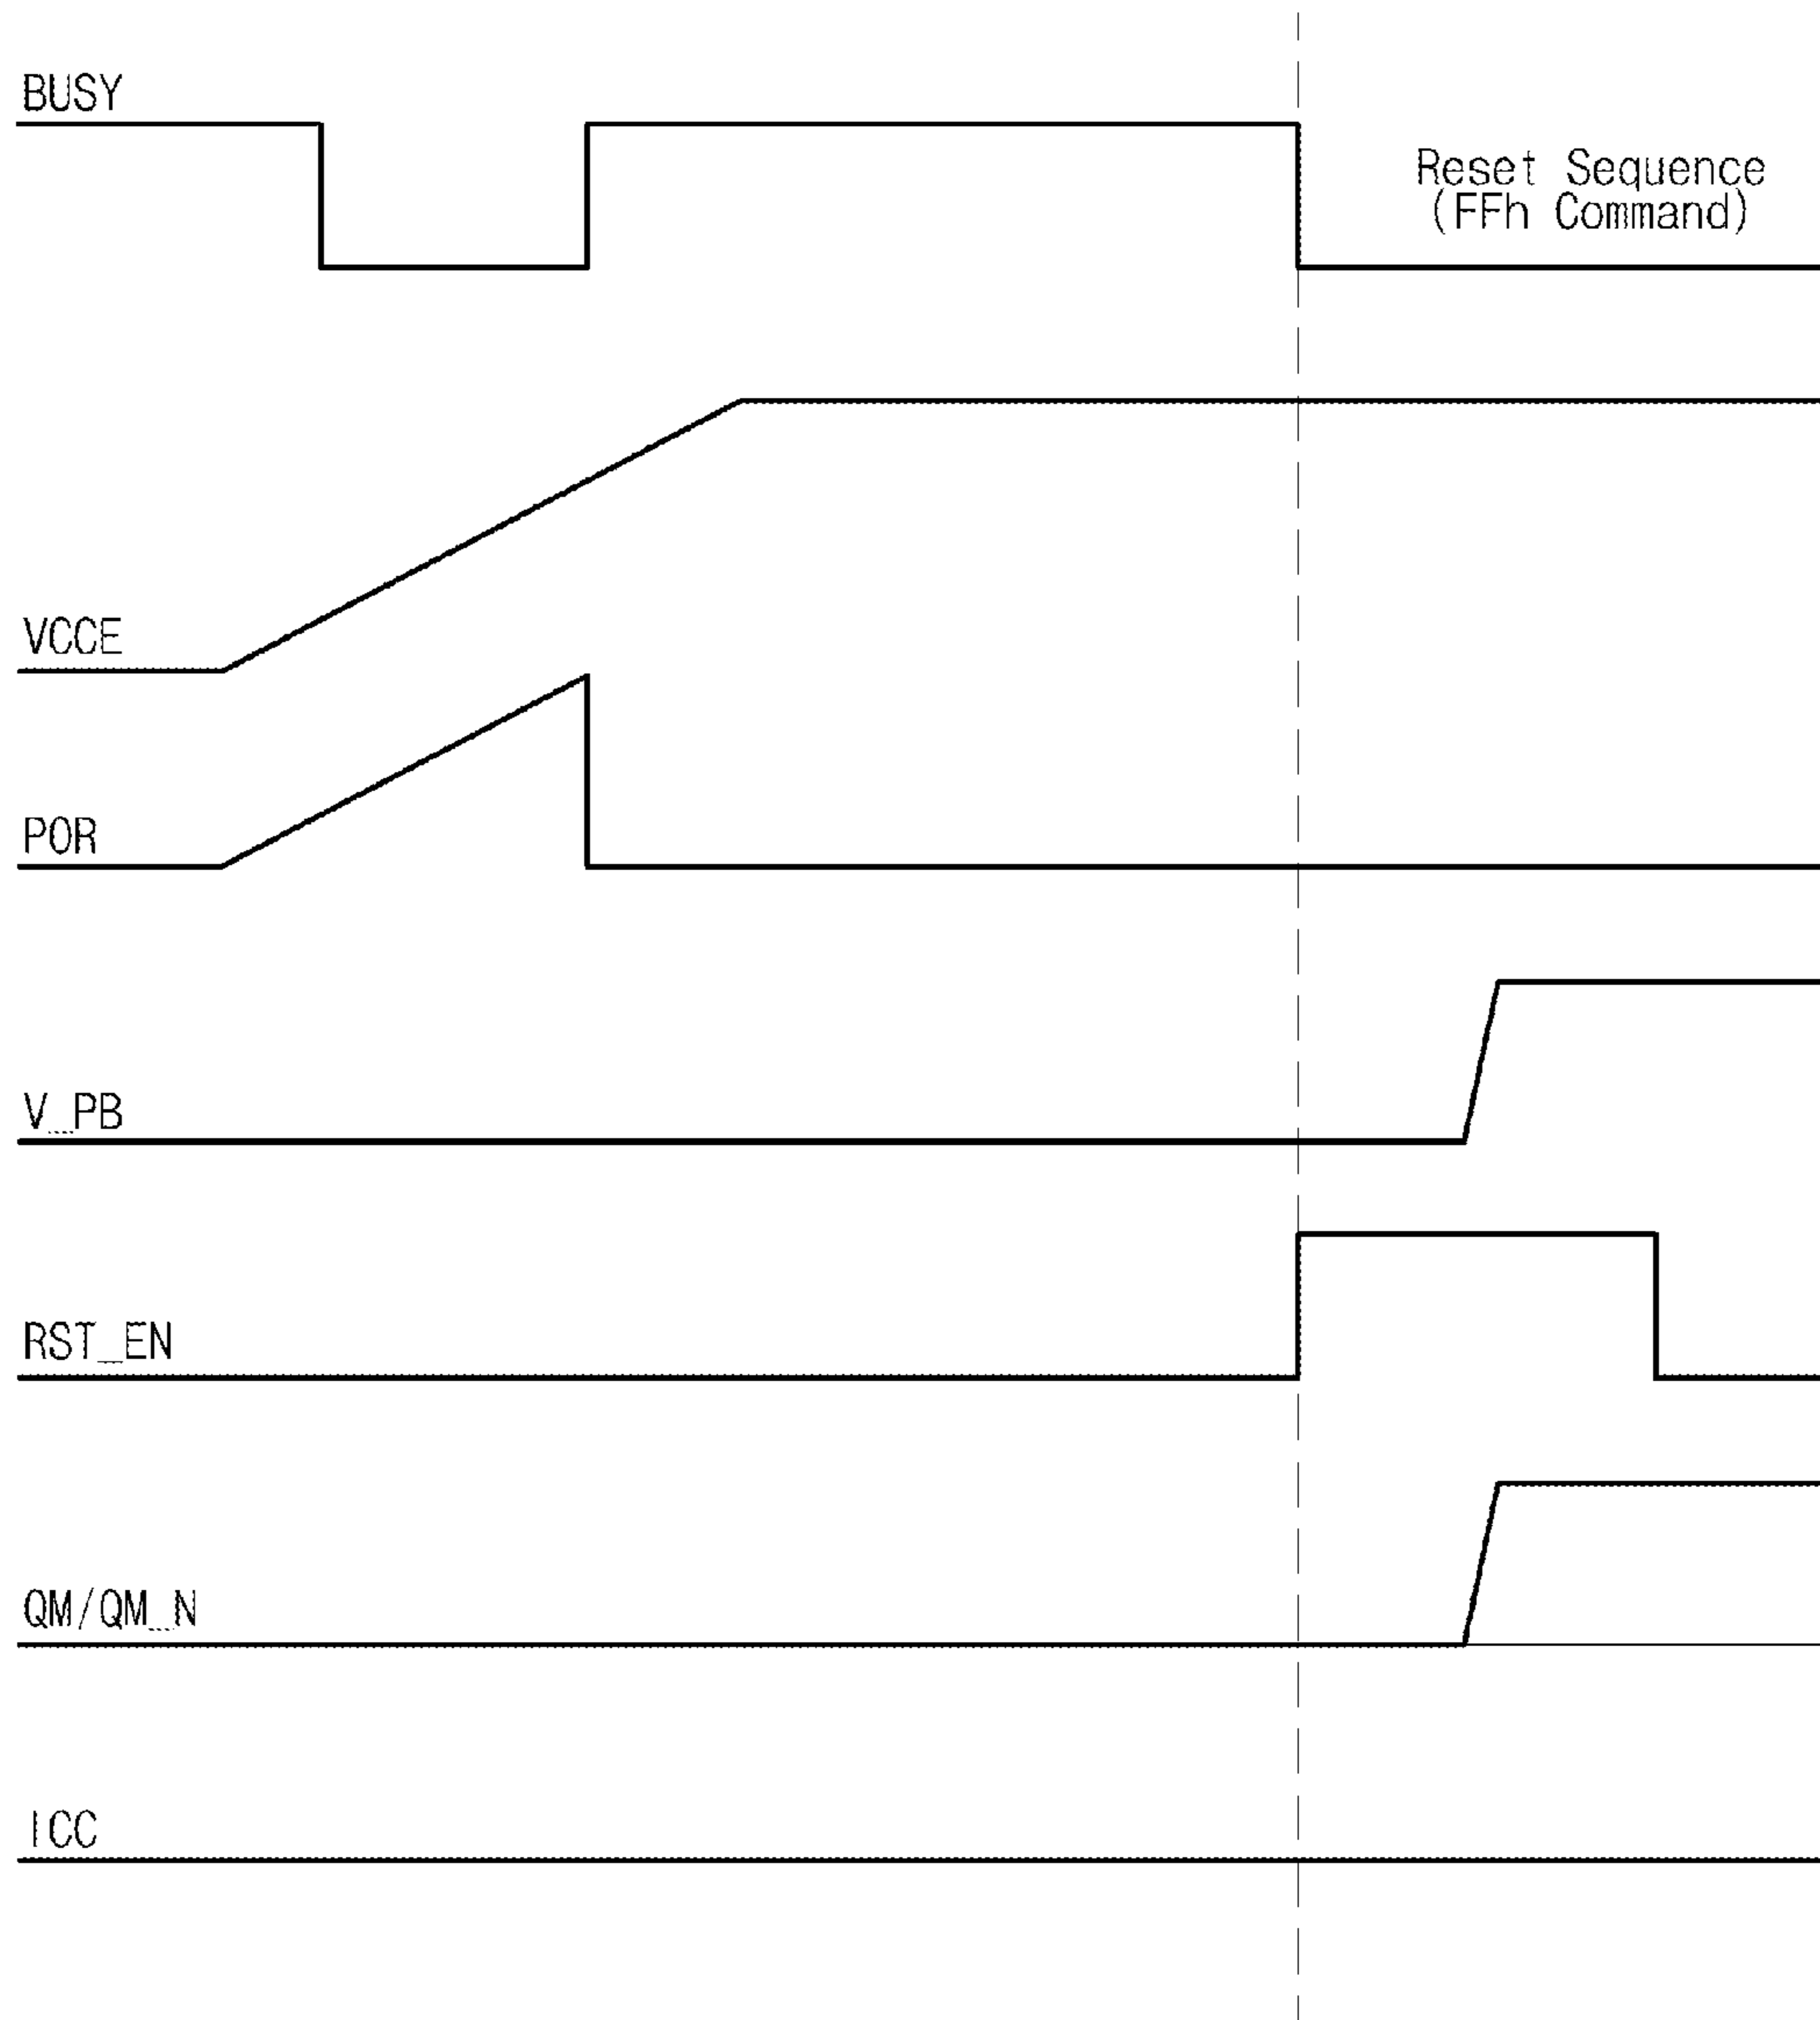 BUSY
Reset Sequence
(FFh Command)
VCCE
POR
V_PB
RST_EN
QM/QM_N
ICC